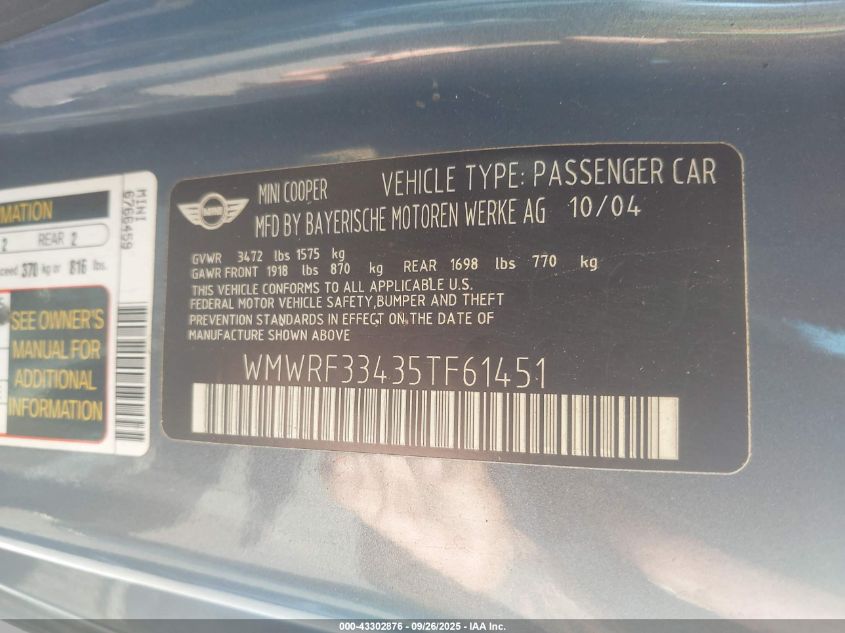 MINI COOPER VEHICLE TYPE: PASSENGER CAR
MINI
MFD BY BAYERISCHE MOTOREN WERKE AG 10/04
GVWR 3472 lbs 1575 kg
GAWR FRONT 1918 lbs 870 kg REAR 1698 lbs 770 kg
THIS VEHICLE CONFORMS TO ALL APPLICABLE U.S.
FEDERAL MOTOR VEHICLE SAFETY,BUMPER AND THEFT
PREVENTION STANDARDS IN EFFECT ON THE DATE OF
MANUFACTURE SHOWN ABOVE
WMWRF33435TF61451
2 REAR 2
370 kg or 816 lbs.
SEE OWNER'S
MANUAL FOR
ADDITIONAL
INFORMATION
MINI
6766459
000-43302876 - 09/26/2025 - IAA Inc.